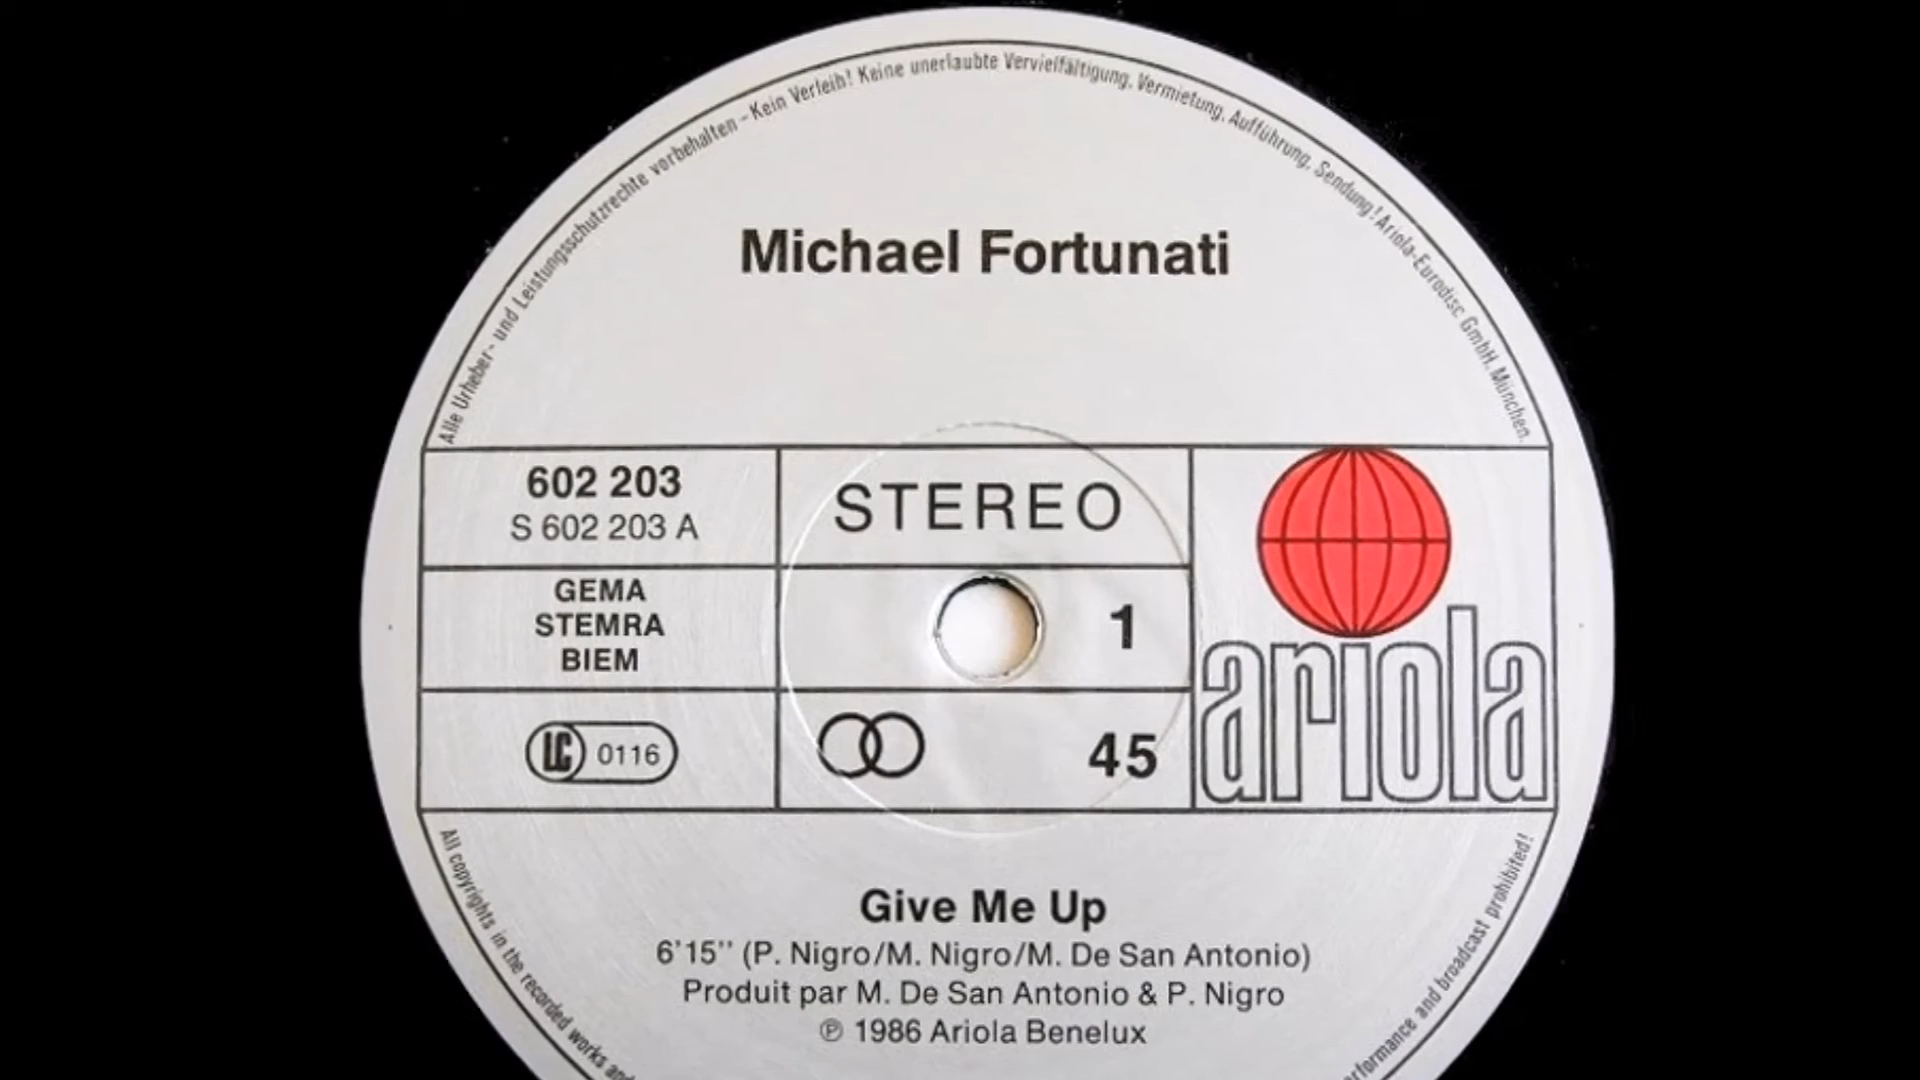 Alle Urheber- und Leistungsschutzrechte vorbehalten – Kein Verleih! Keine unerlaubte Vervielfältigung, Vermietung, Aufführung, Sendung! Ariola-Eurodisc GmbH, München.
Michael Fortunati
602 203
S 602 203 A
STEREO
GEMA
STEMRA
BIEM
1
LC 0116
45
ariola
Give Me Up
6'15'' (P. Nigro/M. Nigro/M. De San Antonio)
Produit par M. De San Antonio & P. Nigro
℗ 1986 Ariola Benelux
All copyrights in the recorded works and
performance and broadcast prohibited!